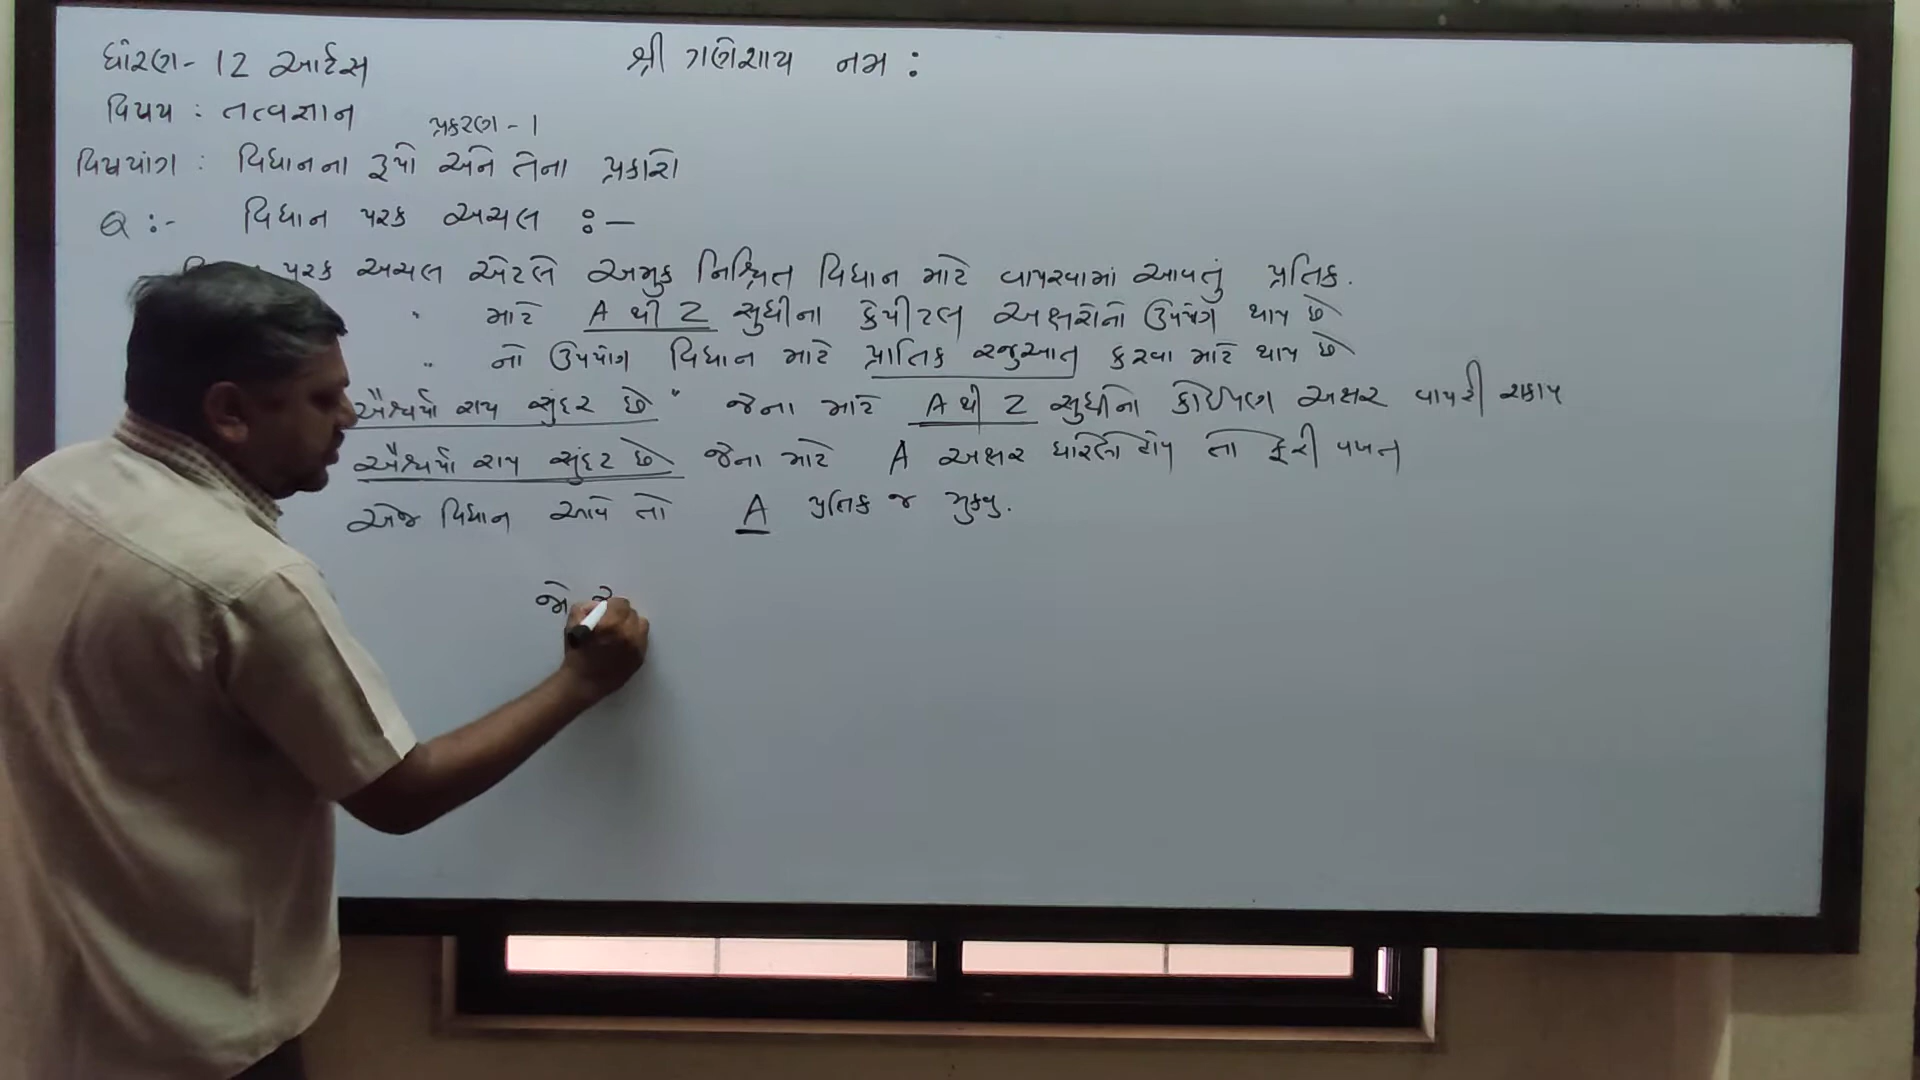 ધોરણ - 12 આર્ટસ
શ્રી ગણેશાય નમ :
વિષય : તત્વજ્ઞાન
પ્રકરણ - 1
વિષયાંગ : વિધાનના રૂપો અને તેના પ્રકારો
Q :- વિધાન પરક અચલ :—
પરક અચલ એટલે અમુક નિશ્ચિત વિધાન માટે વાપરવામાં આવતું પ્રતિક.
" માટે A થી Z સુધીના કેપીટલ અક્ષરોનો ઉપયોગ થાય છે
" નો ઉપયોગ વિધાન માટે પ્રાતિક રજુઆત કરવા માટે થાય છે
ઐશ્વર્યા રાય સુંદર છે " જેના માટે A થી Z સુધીનો કોઈપણ અક્ષર વાપરી શકાય
ઐશ્વર્યા રાય સુંદર છે જેના માટે A અક્ષર ધારેલો હોય તો ફરી વખત
એજ વિધાન આવે તો A પ્રતિક જ મુકવુ.
જો